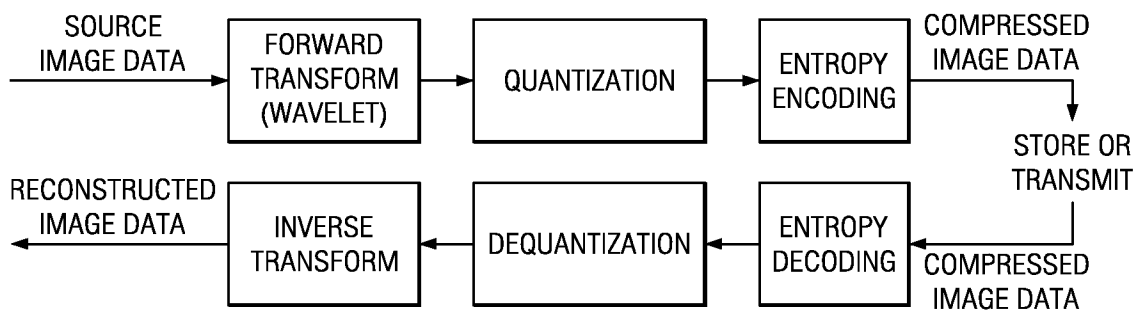 SOURCE
IMAGE DATA
FORWARD
TRANSFORM
(WAVELET)
QUANTIZATION
ENTROPY
ENCODING
COMPRESSED
IMAGE DATA
STORE OR
TRANSMIT
RECONSTRUCTED
IMAGE DATA
INVERSE
TRANSFORM
DEQUANTIZATION
ENTROPY
DECODING
COMPRESSED
IMAGE DATA